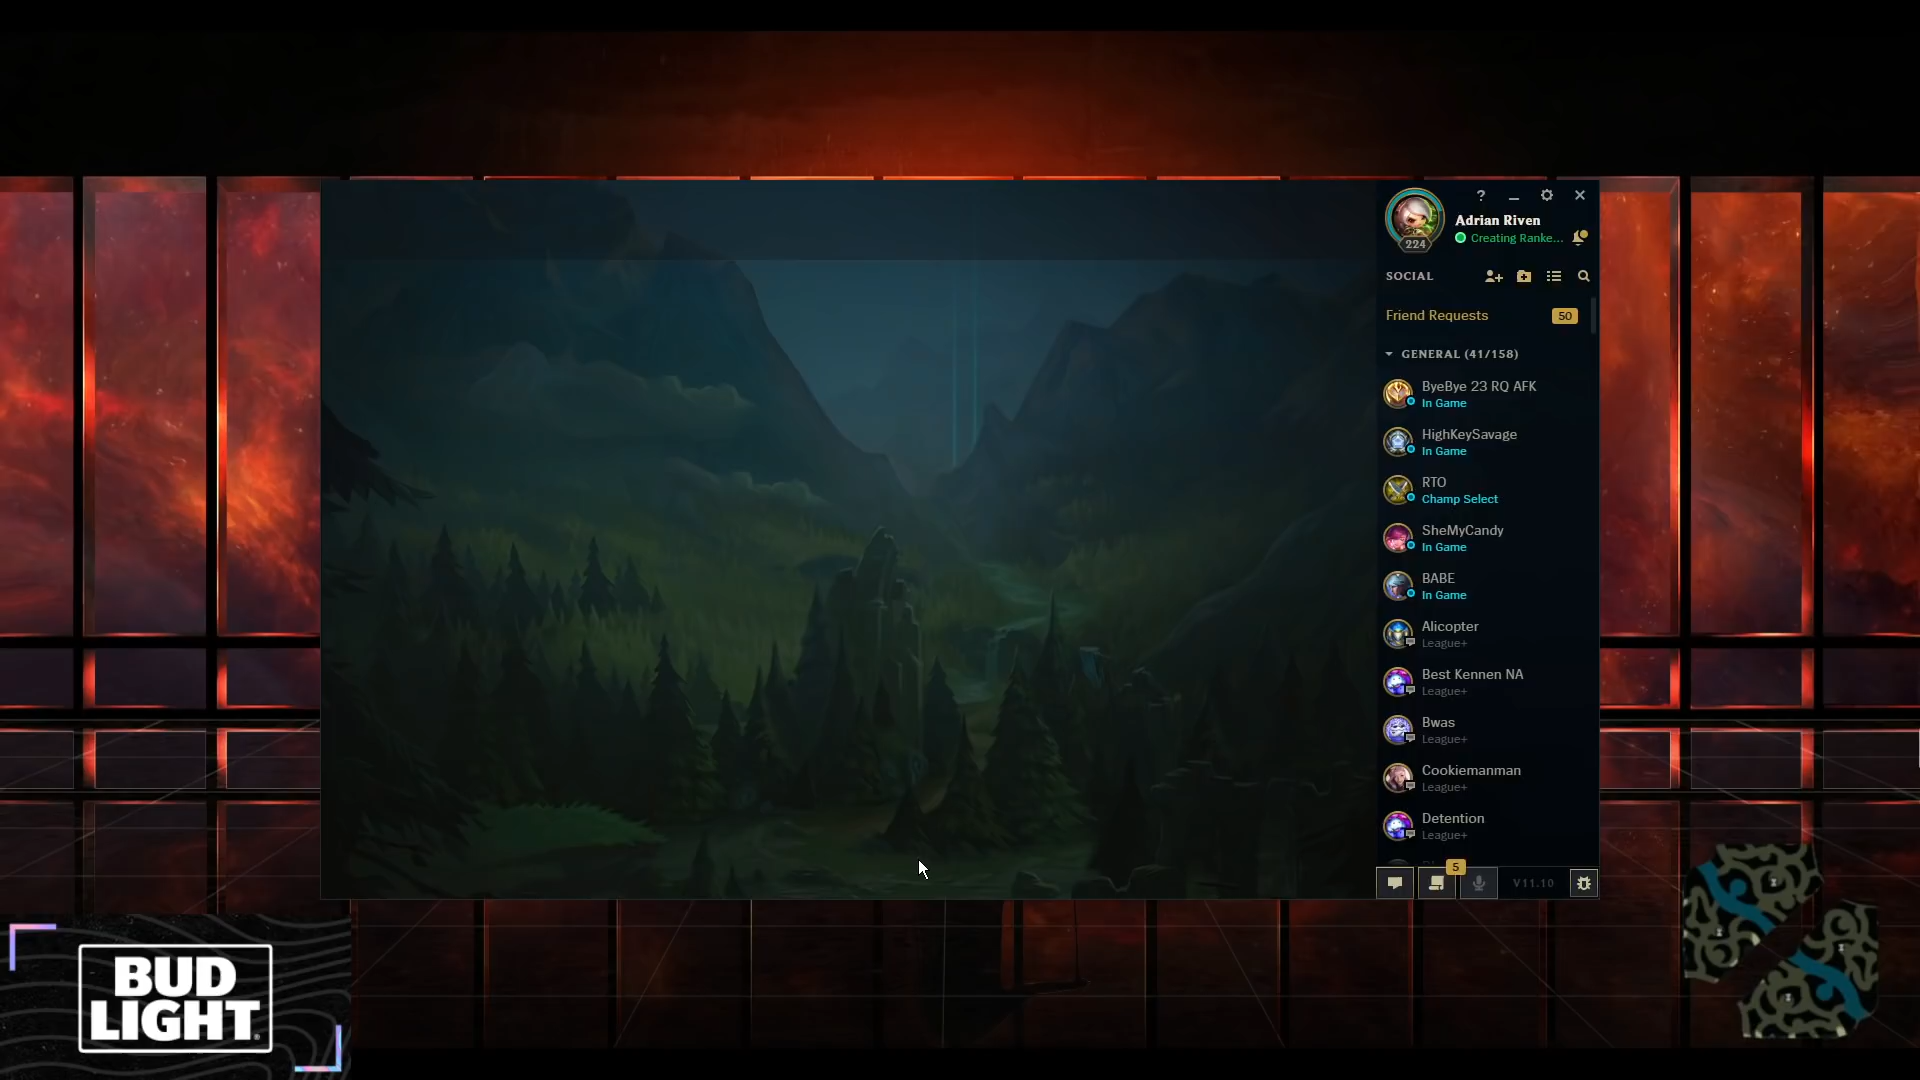 ?
Adrian Riven
Creating Ranke...
224
SOCIAL
Friend Requests
50
GENERAL (41/158)
ByeBye 23 RQ AFK
In Game
HighKeySavage
In Game
RTO
Champ Select
SheMyCandy
In Game
BABE
In Game
Alicopter
League+
Best Kennen NA
League+
Bwas
League+
Cookiemanman
League+
Detention
League+
5
V11.10
BUD
LIGHT